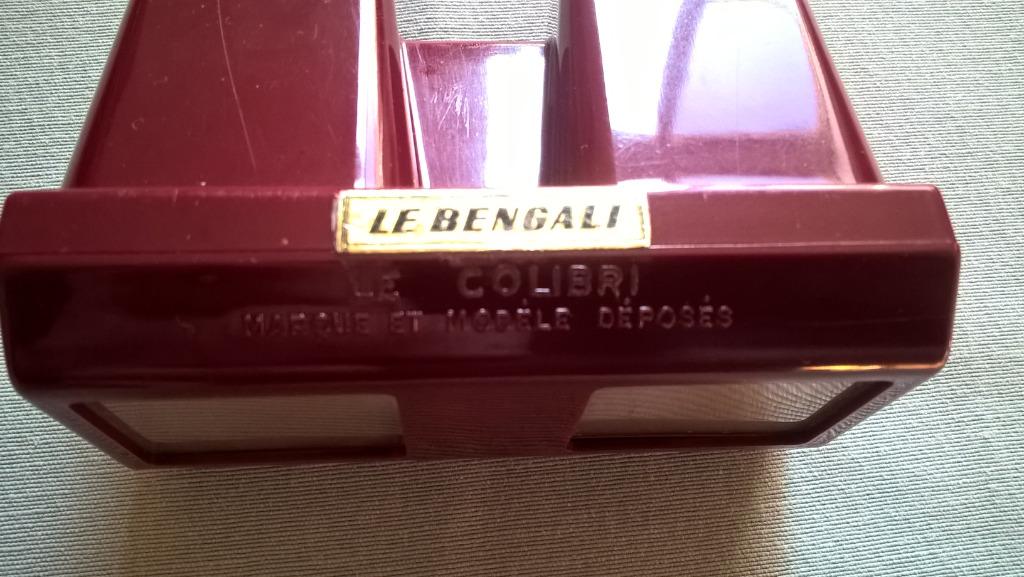 LE BENGALI
LE COLIBRI
MARQUE ET MODÈLE DÉPOSÉS